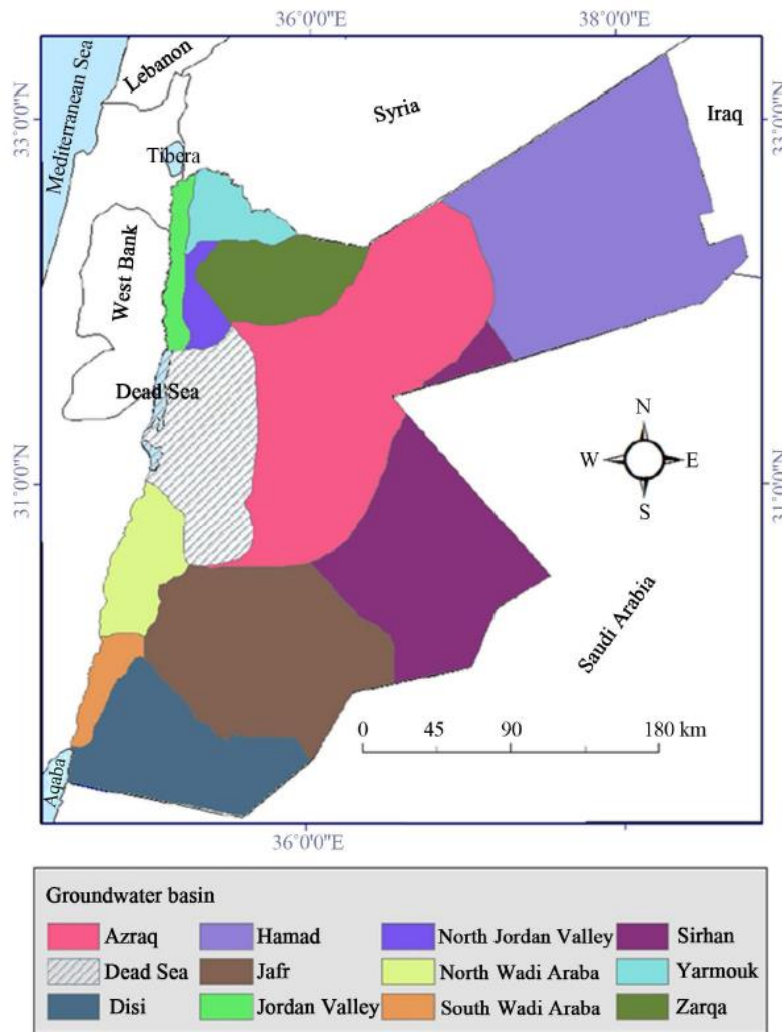 36˚0'0"E
38˚0'0"E
Mediterranean Sea
Lebanon
Syria
Iraq
33˚0'0"N
33˚0'0"N
Tibera
West Bank
Dead Sea
N
W
E
S
31˚0'0"N
31˚0'0"N
Saudi Arabia
0
45
90
180 km
Aqaba
36˚0'0"E
Groundwater basin
Azraq
Hamad
North Jordan Valley
Sirhan
Dead Sea
Jafr
North Wadi Araba
Yarmouk
Disi
Jordan Valley
South Wadi Araba
Zarqa